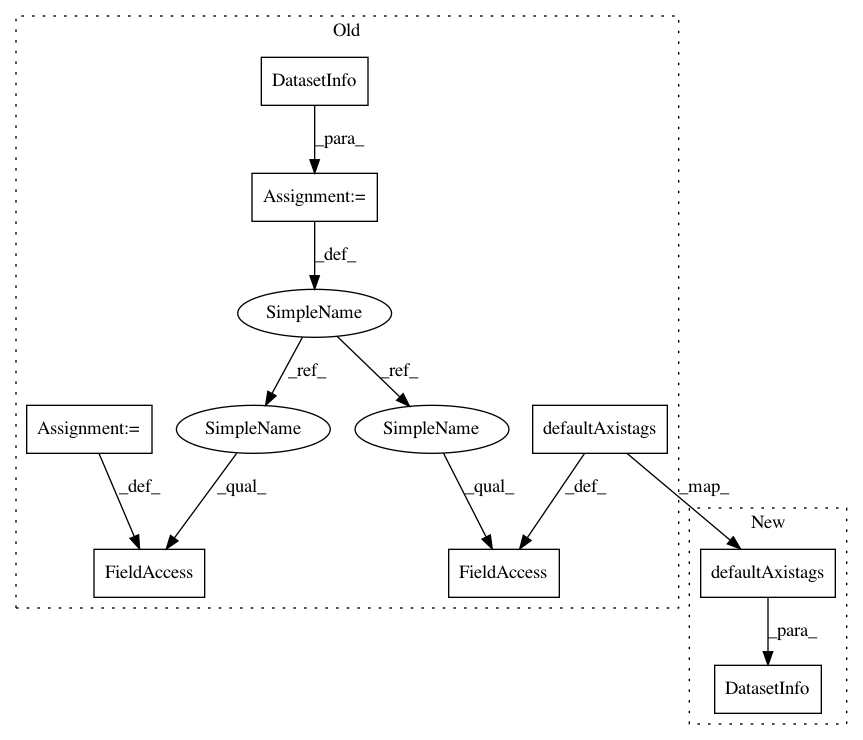 Old
DatasetInfo
_para_
Assignment:=
_def_
SimpleName
_ref_
_ref_
Assignment:=
SimpleName
SimpleName
defaultAxistags
_def_
_qual_
_qual_
_def_
_map_
New
FieldAccess
FieldAccess
defaultAxistags
_para_
DatasetInfo